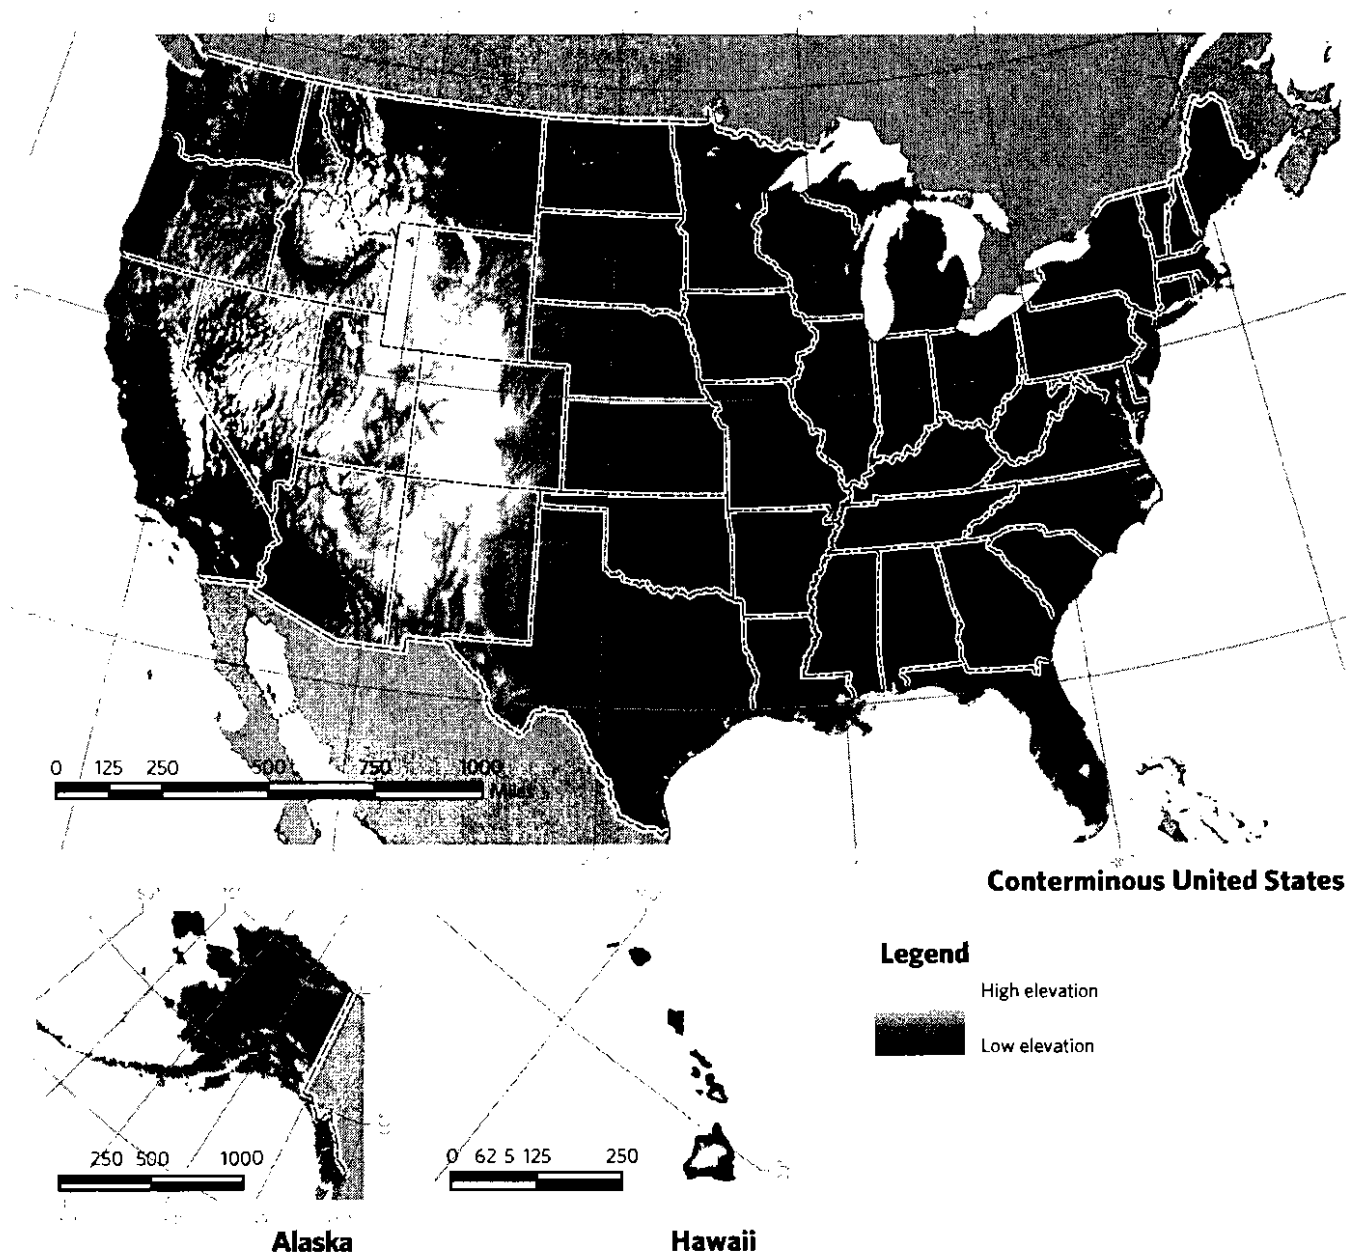 0 125 250 500 750 1000
Miles
Conterminous United States
Legend
High elevation
Low elevation
250 500 1000
0 62 5 125 250
Alaska
Hawaii